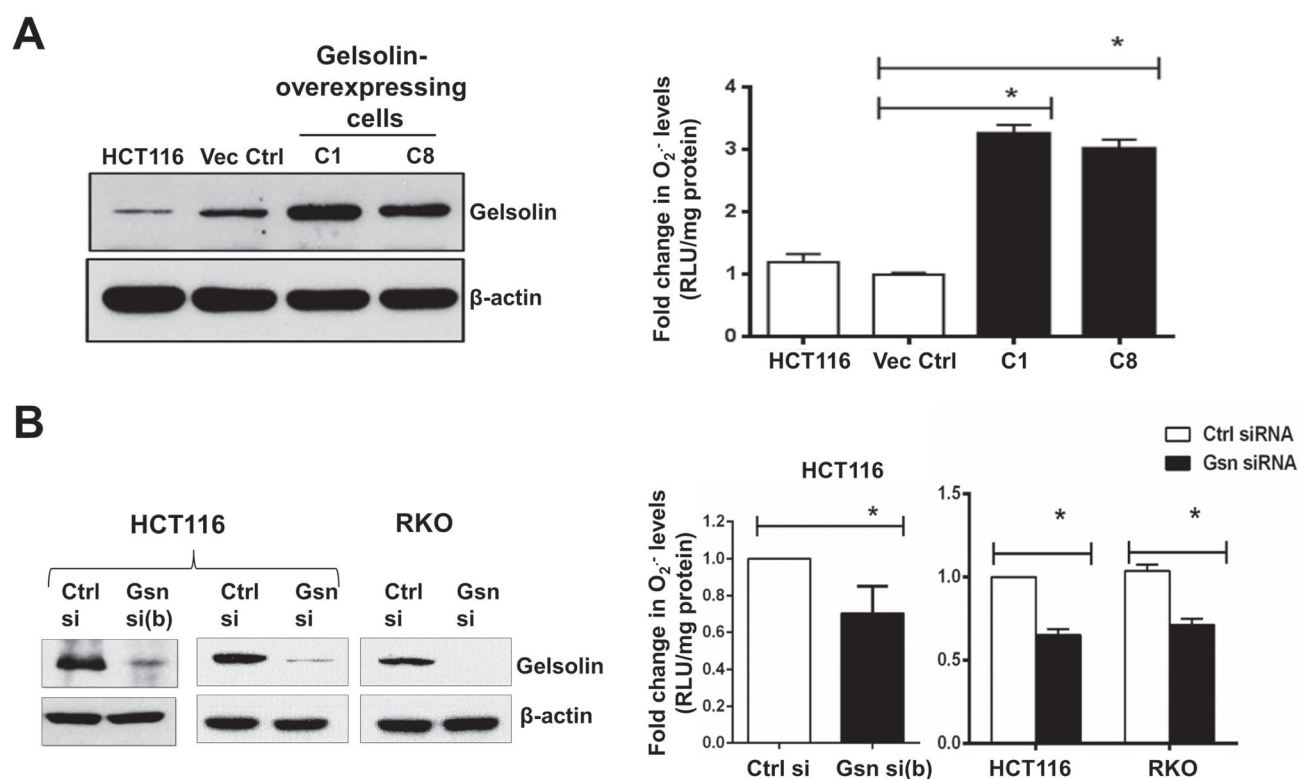 A
Gelsolin-
overexpressing
cells
HCT116 Vec Ctrl C1 C8
Gelsolin
β-actin
Fold change in O₂·- levels
(RLU/mg protein)
4
3
2
1
0
*
*
HCT116 Vec Ctrl C1 C8
B
HCT116 RKO
Ctrl Gsn Ctrl Gsn Ctrl Gsn
si si(b) si si si si
Gelsolin
β-actin
Ctrl siRNA
Gsn siRNA
HCT116
Fold change in O₂·- levels
(RLU/mg protein)
1.2
1.0
0.8
0.6
0.4
0.2
0.0
*
Ctrl si Gsn si(b)
1.5
1.0
0.5
0.0
* *
HCT116 RKO